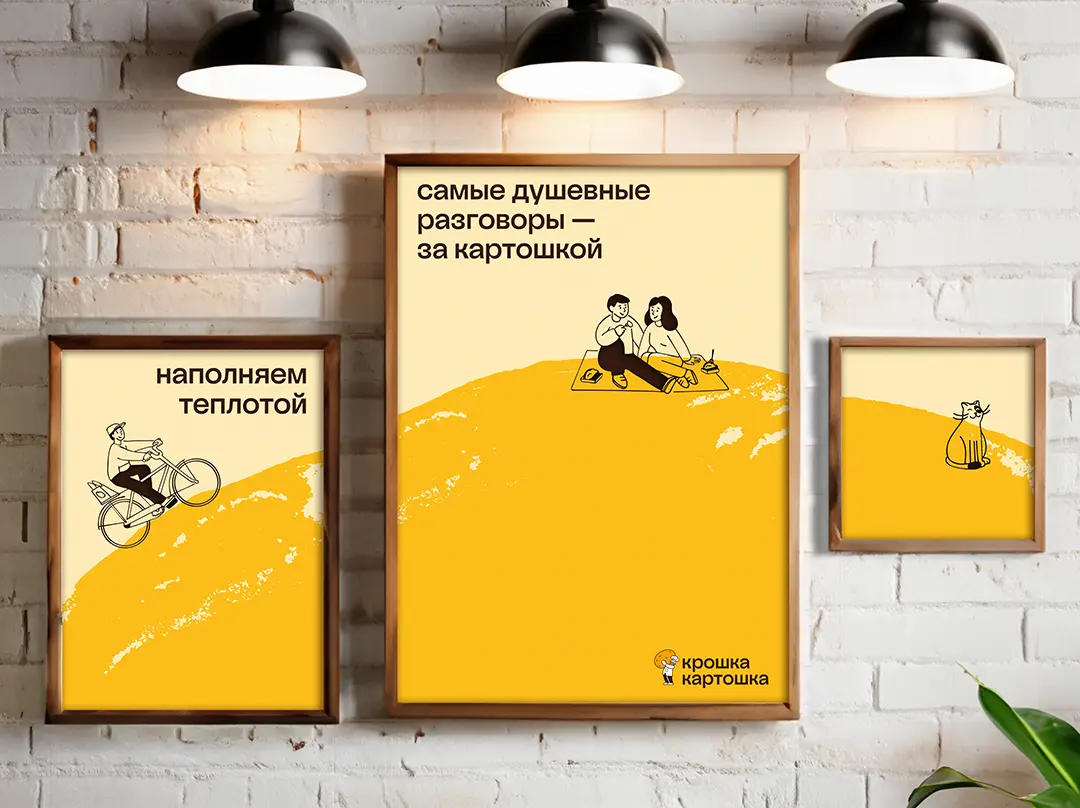 наполняем
теплотой
самые душевные
разговоры —
за картошкой
крошка
картошка